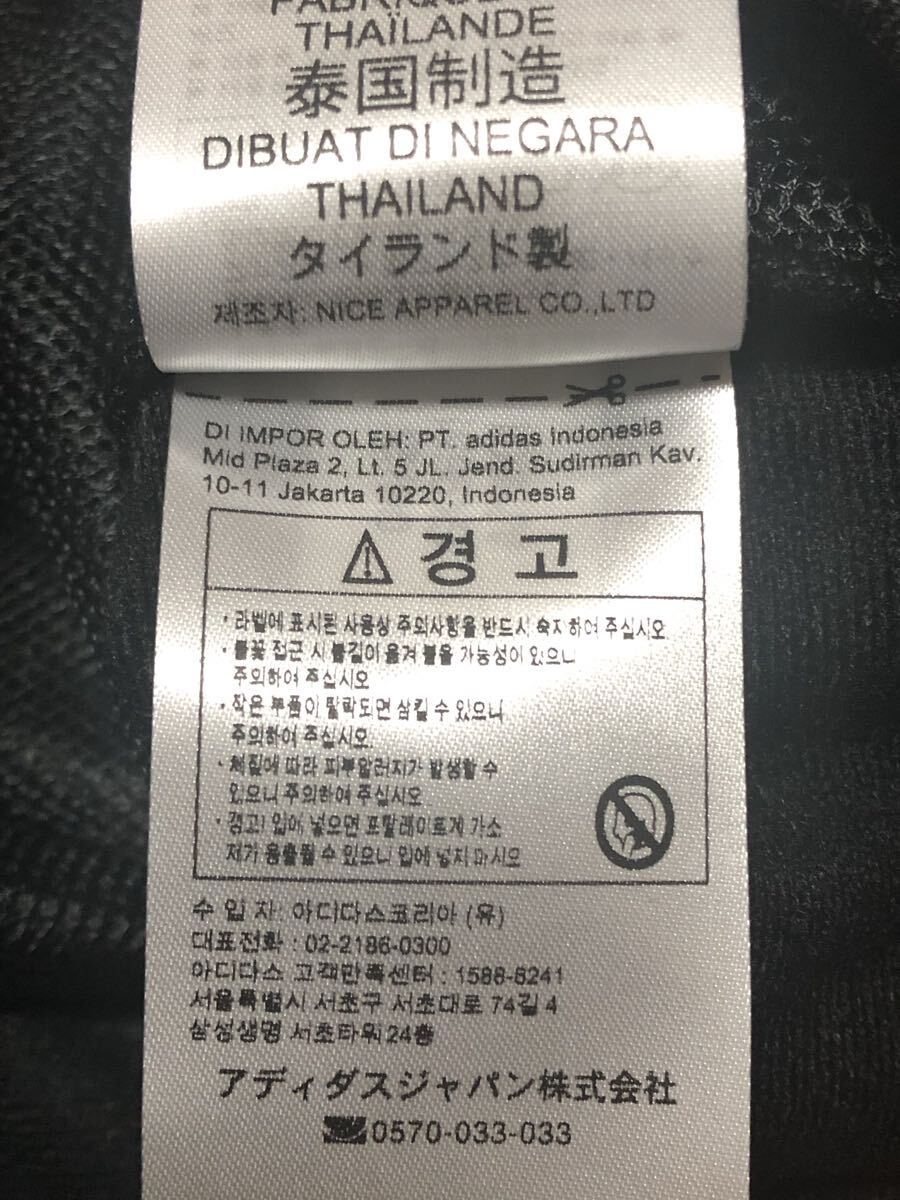 THAÏLANDE
泰国制造
DIBUAT DI NEGARA
THAILAND
タイランド製
제조자: NICE APPAREL CO.,LTD
DI IMPOR OLEH: PT. adidas Indonesia
Mid Plaza 2, Lt. 5 JL. Jend. Sudirman Kav.
10-11 Jakarta 10220, Indonesia
경 고
· 라벨에 표시된 사용상 주의사항을 반드시 숙지하여 주십시오
· 불꽃 접근 시 불길이 옮겨 붙을 가능성이 있으니
주의하여 주십시오
· 작은 부품이 탈락되면 삼킬 수 있으니
주의하여 주십시오.
· 체질에 따라 피부알러지가 발생할 수
있으니 주의하여 주십시오
· 경고! 입에 넣으면 프탈레이트계 가소
제가 용출될 수 있으니 입에 넣지 마시오
수 입 자: 아디다스코리아 (유)
대표전화 : 02-2186-0300
아디다스 고객만족센터 : 1588-8241
서울특별시 서초구 서초대로 74길 4
삼성생명 서초타워 24층
アディダスジャパン株式会社
0570-033-033